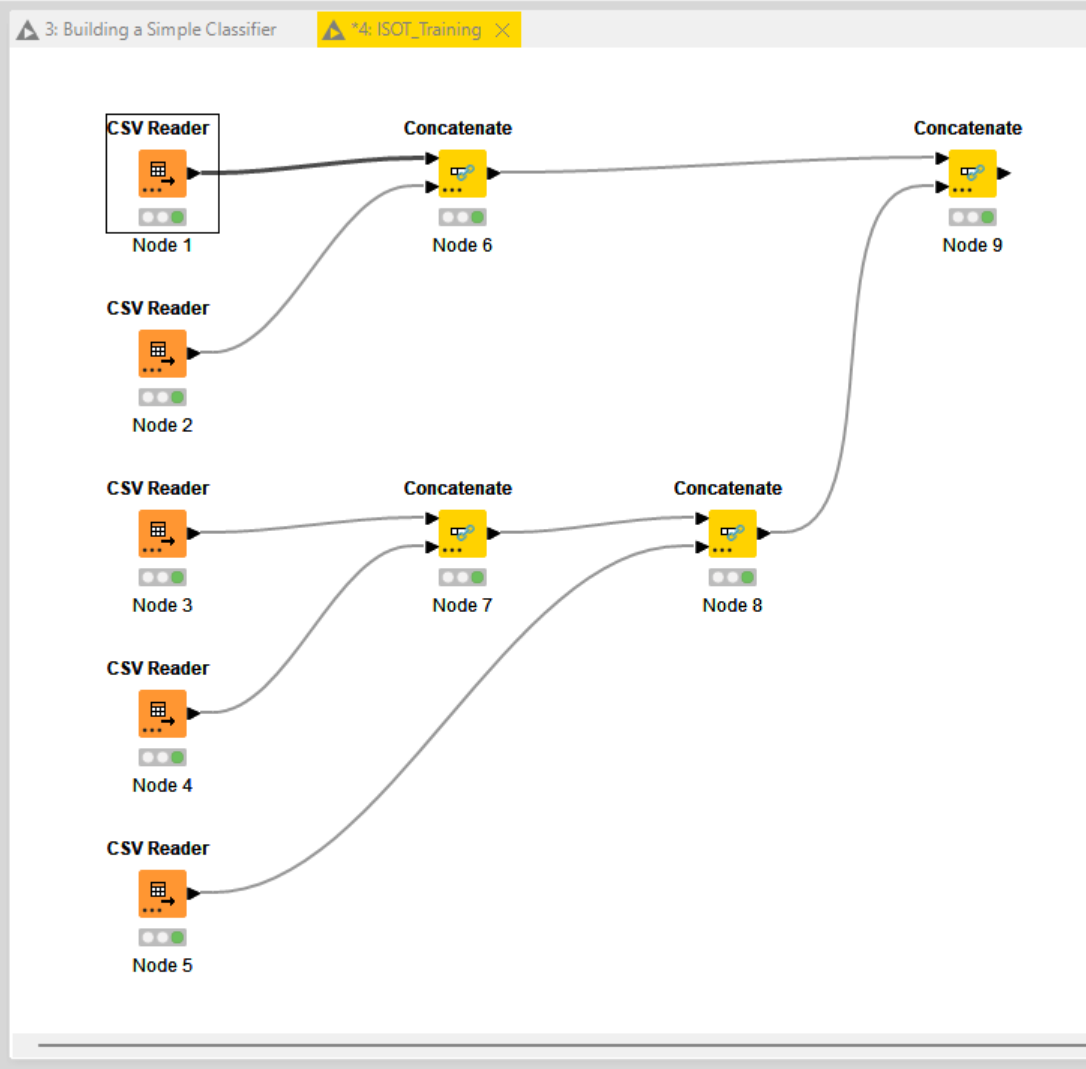 3: Building a Simple Classifier
*4: ISOT_Training
CSV Reader
Concatenate
Concatenate
Node 1
Node 6
Node 9
CSV Reader
Node 2
CSV Reader
Concatenate
Concatenate
Node 3
Node 7
Node 8
CSV Reader
Node 4
CSV Reader
Node 5